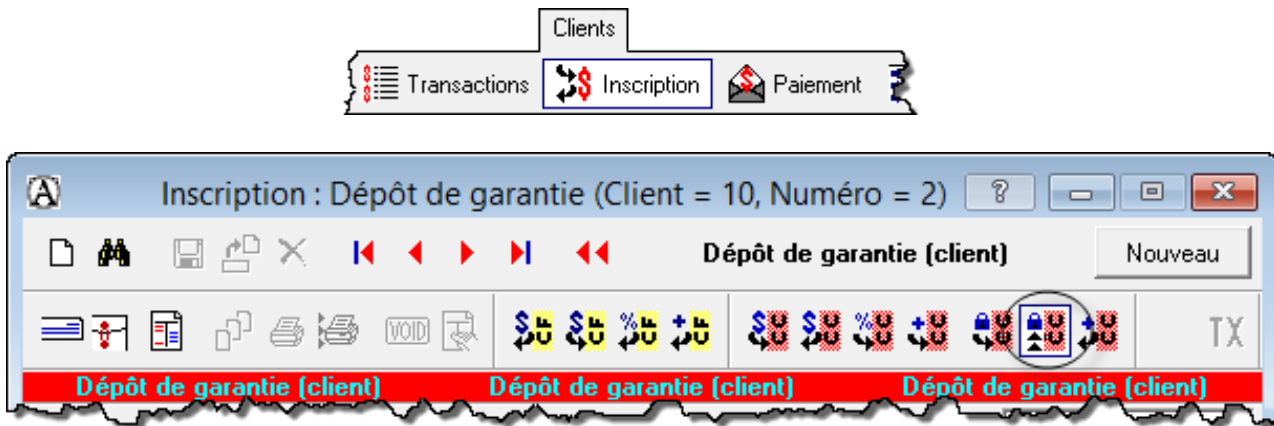 Clients
Transactions Inscription Paiement
Inscription : Dépôt de garantie (Client = 10, Numéro = 2)
Dépôt de garantie (client) Nouveau
VOID TX
Dépôt de garantie (client) Dépôt de garantie (client) Dépôt de garantie (client)